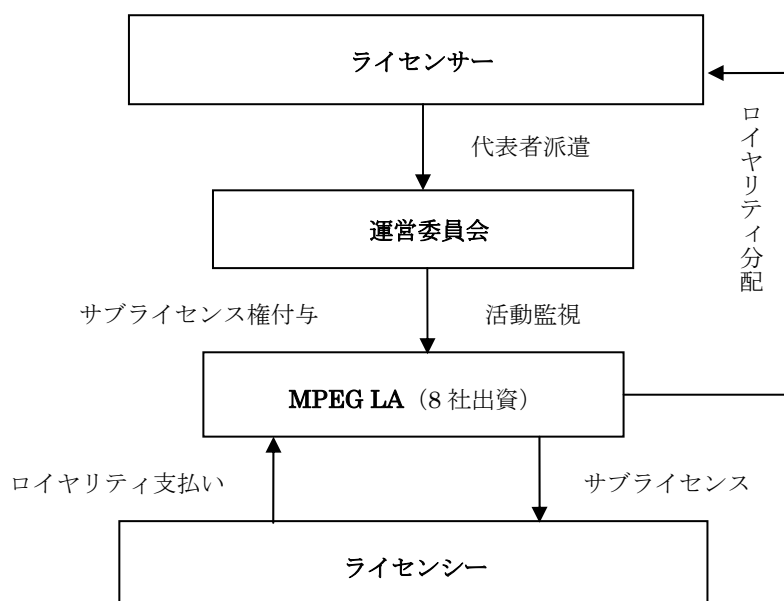 ライセンサー
代表者派遣
ロイヤリティ分配
運営委員会
サブライセンス権付与
活動監視
MPEG LA（8 社出資）
ロイヤリティ支払い
サブライセンス
ライセンシー